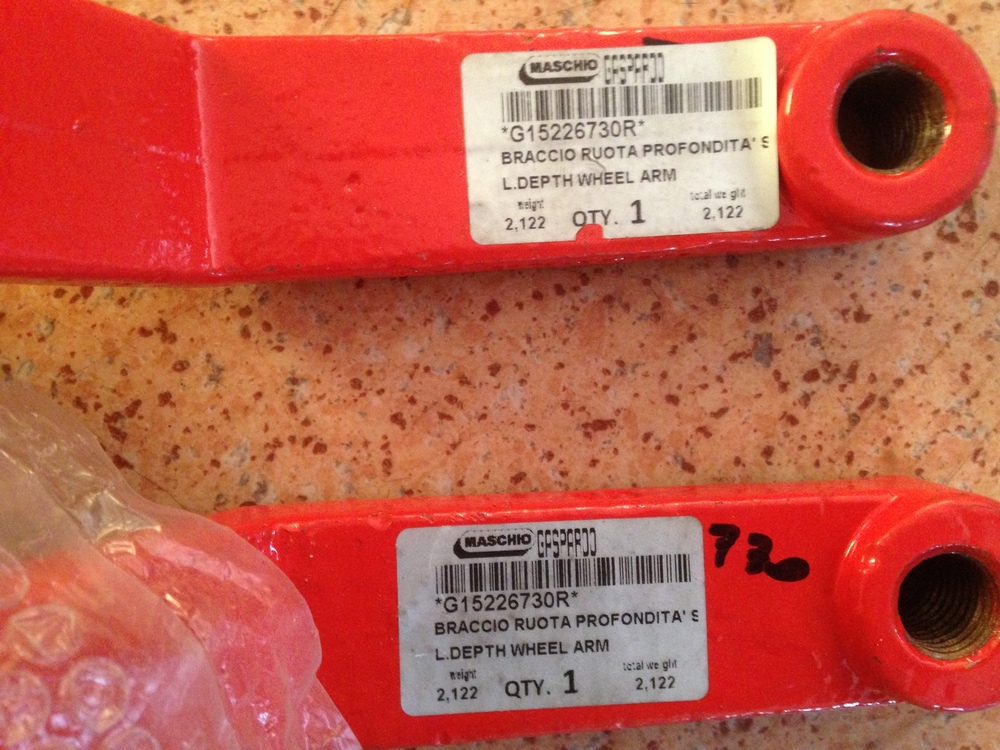 MASCHIO GASPARDO
*G15226730R*
BRACCIO RUOTA PROFONDITA' S
L.DEPTH WHEEL ARM
weight
total weight
2,122
QTY. 1
2,122
MASCHIO GASPARDO
730
*G15226730R*
BRACCIO RUOTA PROFONDITA' S
L.DEPTH WHEEL ARM
weight
total weight
2,122
QTY. 1
2,122